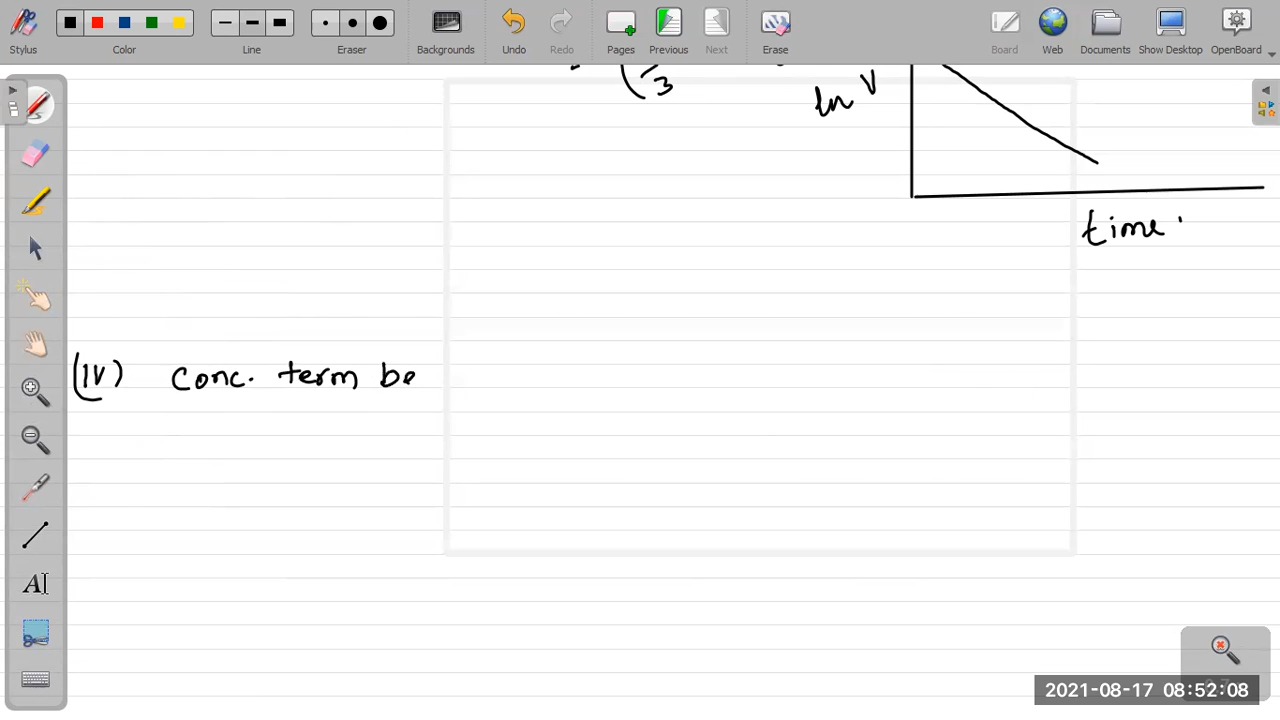 Stylus Color Line Eraser Backgrounds Undo Redo Pages Previous Next Erase Board Web Documents Show Desktop OpenBoard
3
ln V
time
(IV) conc. term be
2021-08-17 08:52:08